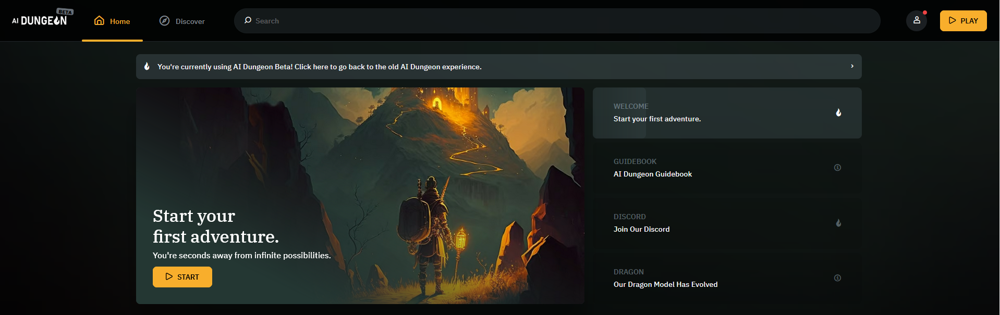 AI DUNGEON BETA
Home
Discover
Search
PLAY
You're currently using AI Dungeon Beta! Click here to go back to the old AI Dungeon experience.
Start your
first adventure.
You're seconds away from infinite possibilities.
START
WELCOME
Start your first adventure.
GUIDEBOOK
AI Dungeon Guidebook
DISCORD
Join Our Discord
DRAGON
Our Dragon Model Has Evolved